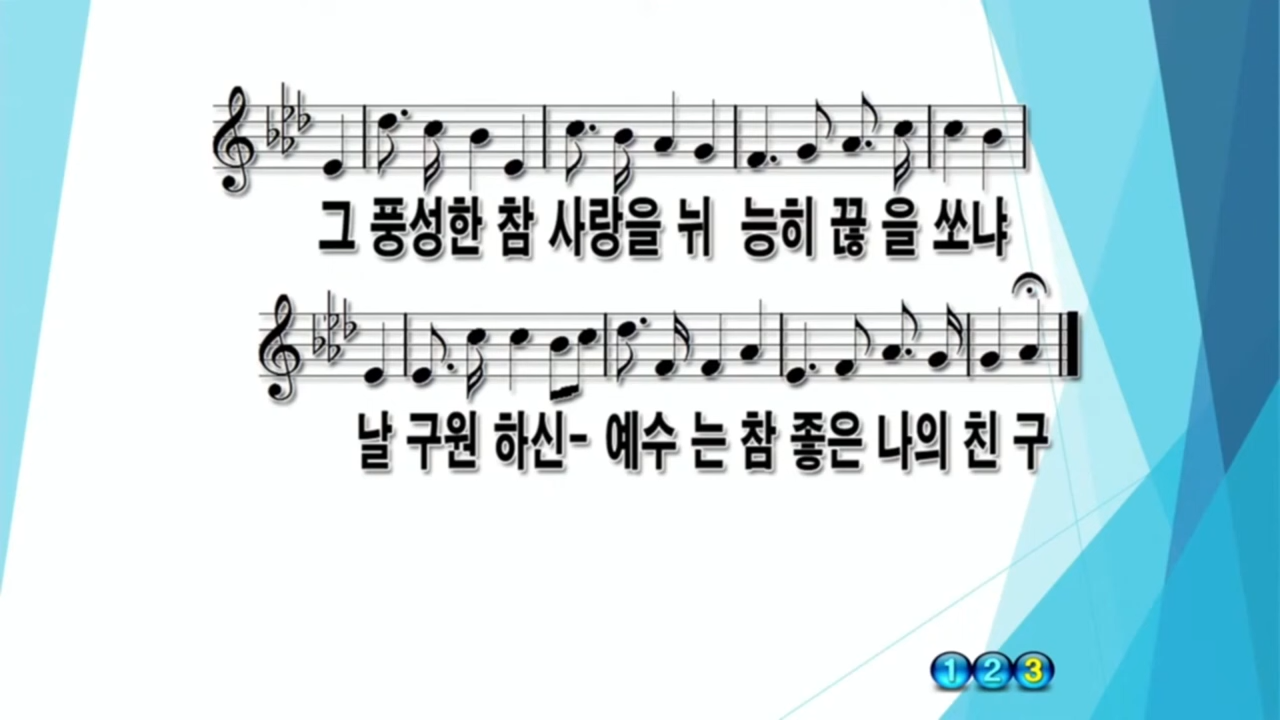 그 풍성한 참 사랑을 뉘 능히 끊 을 쏘냐
날 구원 하신- 예수 는 참 좋은 나의 친 구
1 2 3